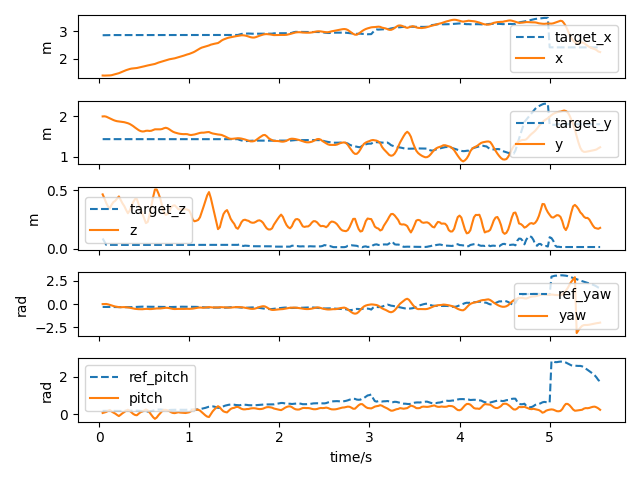 3
2
m
target_x
x
2
1
m
target_y
y
0.5
0.0
m
target_z
z
2.5
0.0
−2.5
rad
ref_yaw
yaw
2
0
rad
ref_pitch
pitch
0 1 2 3 4 5
time/s